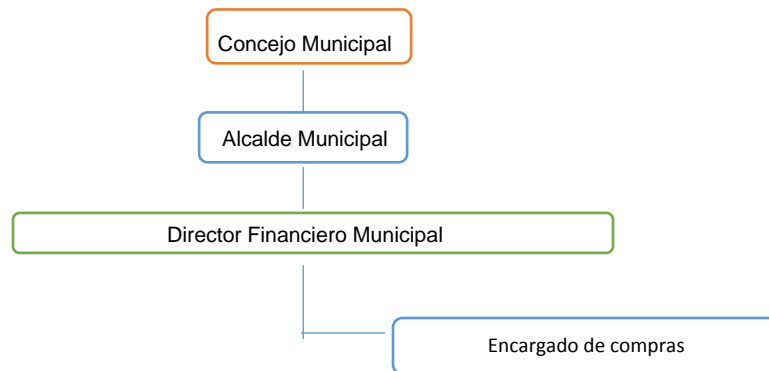 Concejo Municipal
Alcalde Municipal
Director Financiero Municipal
Encargado de compras